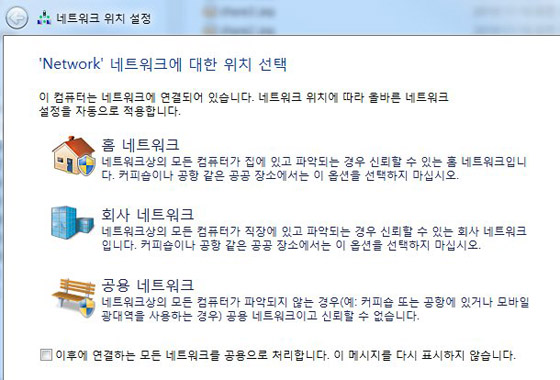 네트워크 위치 설정
'Network' 네트워크에 대한 위치 선택
이 컴퓨터는 네트워크에 연결되어 있습니다. 네트워크 위치에 따라 올바른 네트워크
설정을 자동으로 적용합니다.
홈 네트워크
네트워크상의 모든 컴퓨터가 집에 있고 파악되는 경우 신뢰할 수 있는 홈 네트워크입니
다. 커피숍이나 공항 같은 공공 장소에서는 이 옵션을 선택하지 마십시오.
회사 네트워크
네트워크상의 모든 컴퓨터가 직장에 있고 파악되는 경우 신뢰할 수 있는 회사 네트워크
입니다. 커피숍이나 공항 같은 공공 장소에서는 이 옵션을 선택하지 마십시오.
공용 네트워크
네트워크상의 모든 컴퓨터가 파악되지 않는 경우(예: 커피숍 또는 공항에 있거나 모바일
광대역을 사용하는 경우) 공용 네트워크이고 신뢰할 수 없습니다.
이후에 연결하는 모든 네트워크를 공용으로 처리합니다. 이 메시지를 다시 표시하지 않습니다.